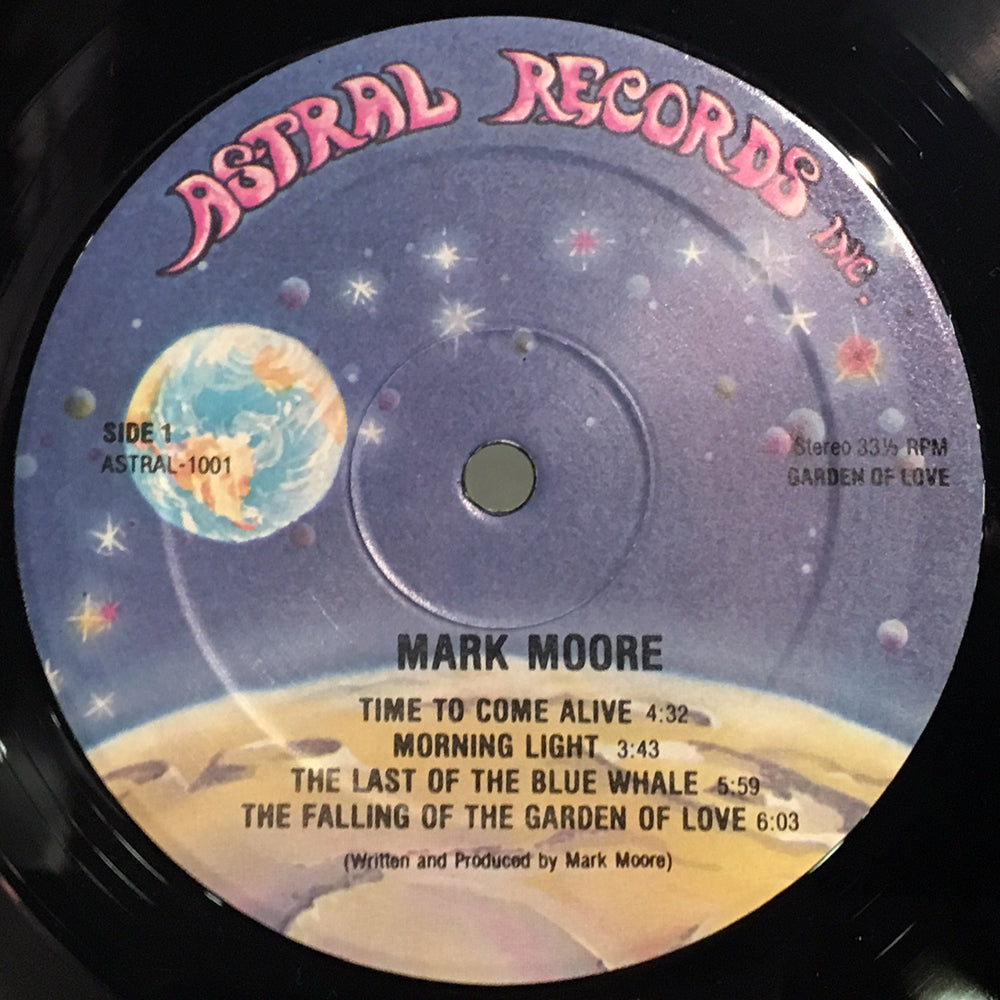 ASTRAL RECORDS INC.
SIDE 1
ASTRAL-1001
Stereo 33⅓ RPM
GARDEN OF LOVE
MARK MOORE
TIME TO COME ALIVE 4:32
MORNING LIGHT 3:43
THE LAST OF THE BLUE WHALE 5:59
THE FALLING OF THE GARDEN OF LOVE 6:03
(Written and Produced by Mark Moore)